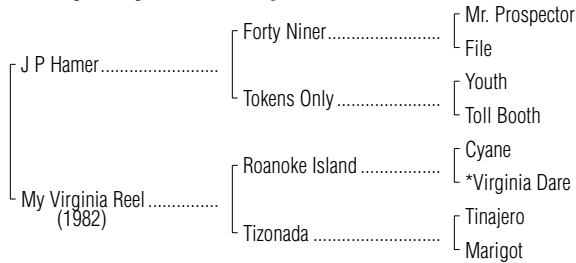 Mr. Prospector
Forty Niner......................
File
J P Hamer........................
Youth
Tokens Only ....................
Toll Booth
Cyane
Roanoke Island ................
*Virginia Dare
My Virginia Reel...............
(1982)
Tinajero
Tizonada .........................
Marigot